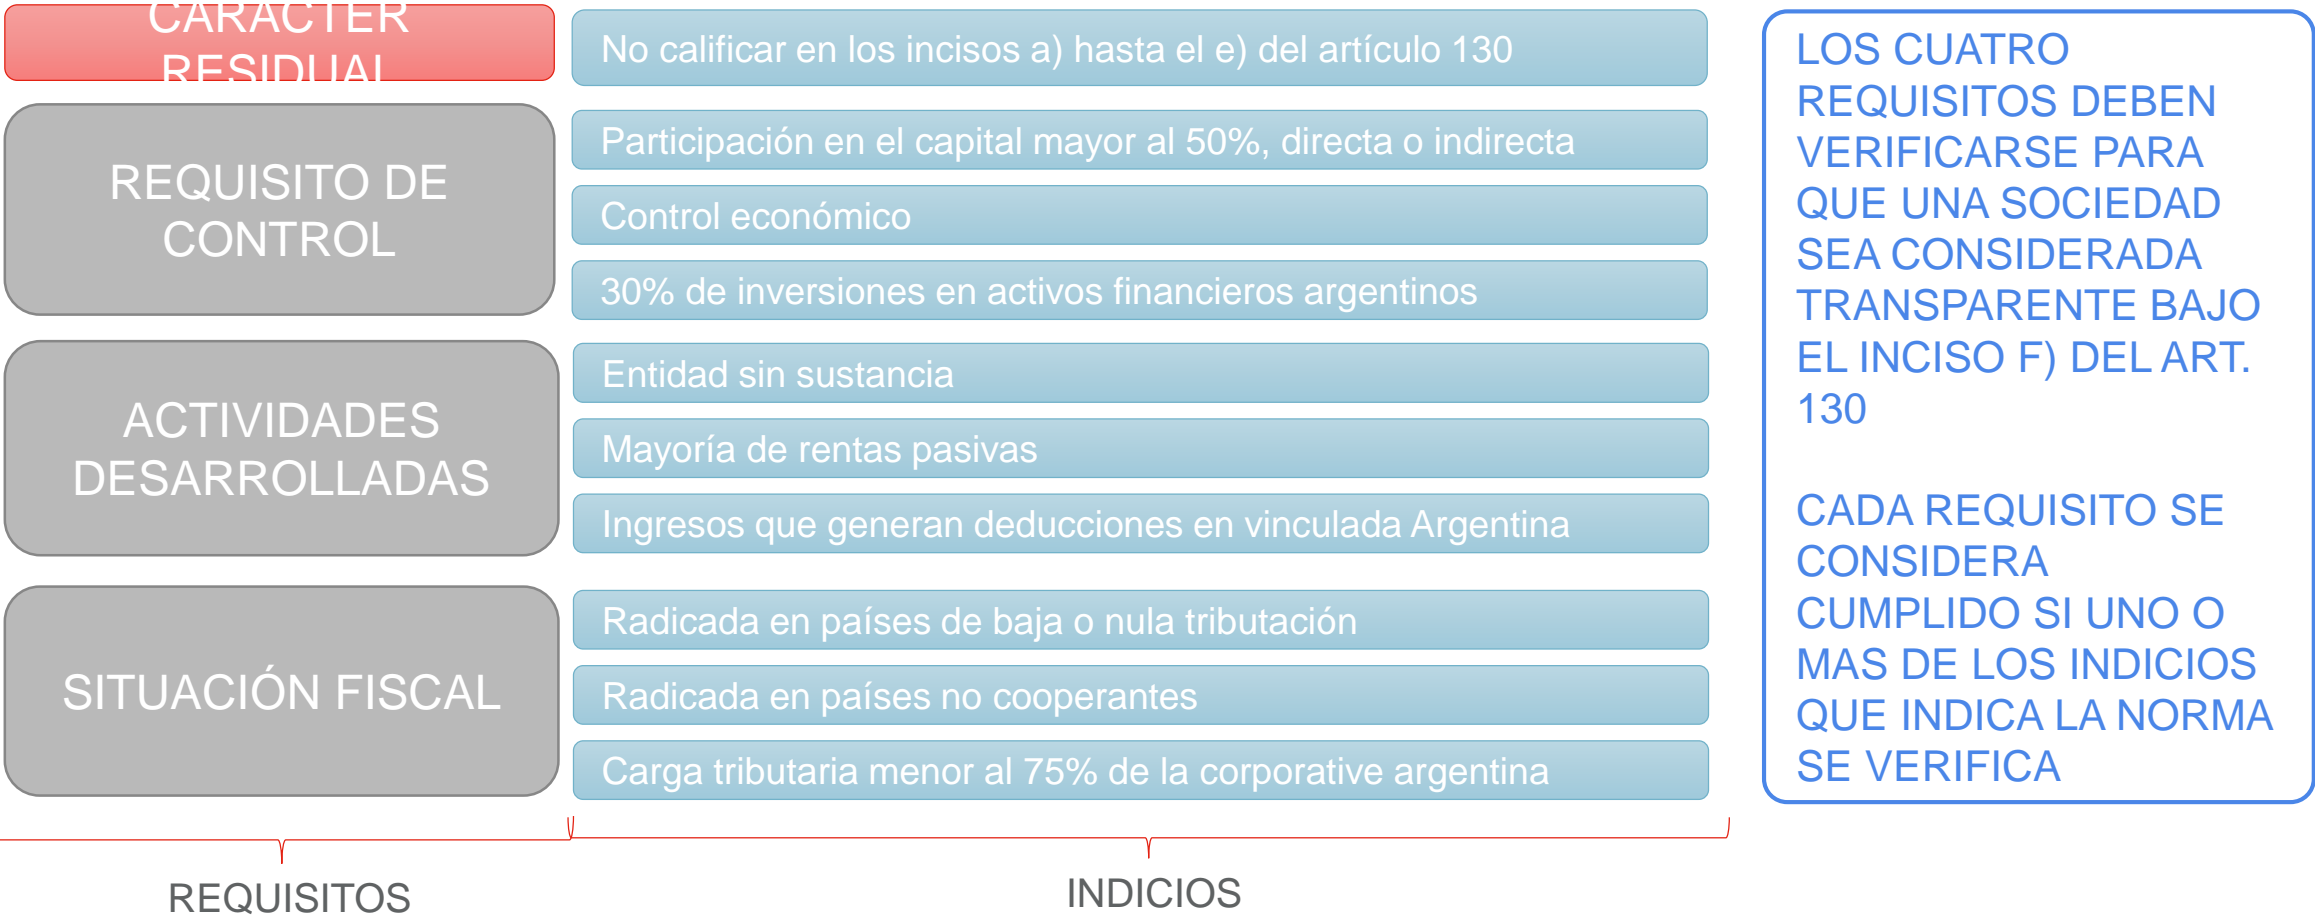 CARÁCTER
RESIDUAL
No calificar en los incisos a) hasta el e) del artículo 130
REQUISITO DE
CONTROL
Participación en el capital mayor al 50%, directa o indirecta
Control económico
30% de inversiones en activos financieros argentinos
ACTIVIDADES
DESARROLLADAS
Entidad sin sustancia
Mayoría de rentas pasivas
Ingresos que generan deducciones en vinculada Argentina
SITUACIÓN FISCAL
Radicada en países de baja o nula tributación
Radicada en países no cooperantes
Carga tributaria menor al 75% de la corporative argentina
LOS CUATRO
REQUISITOS DEBEN
VERIFICARSE PARA
QUE UNA SOCIEDAD
SEA CONSIDERADA
TRANSPARENTE BAJO
EL INCISO F) DEL ART.
130
CADA REQUISITO SE
CONSIDERA
CUMPLIDO SI UNO O
MAS DE LOS INDICIOS
QUE INDICA LA NORMA
SE VERIFICA
REQUISITOS
INDICIOS